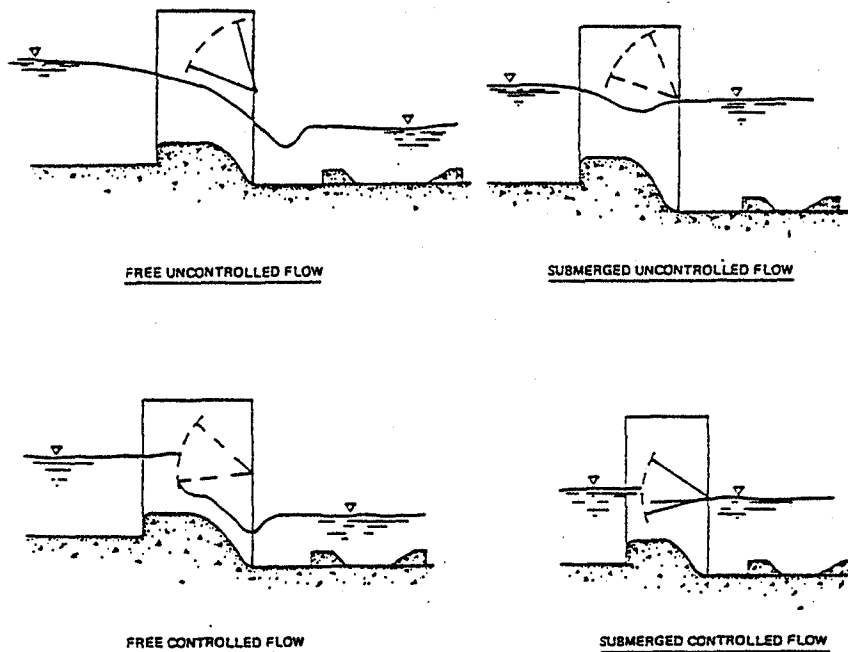 FREE UNCONTROLLED FLOW
SUBMERGED UNCONTROLLED FLOW
FREE CONTROLLED FLOW
SUBMERGED CONTROLLED FLOW